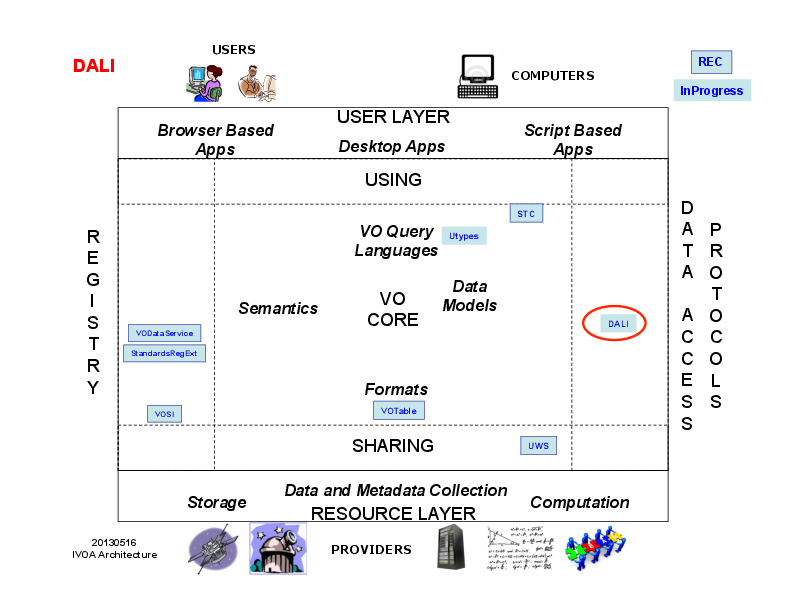 USERS
DALI
COMPUTERS
REC
InProgress
USER LAYER
Browser Based
Apps
Desktop Apps
Script Based
Apps
USING
REGISTRY
DATA ACCESS
PROTOCOLS
STC
VO Query
Languages
Utypes
Semantics
VO
CORE
Data
Models
DALI
VODataService
StandardsRegExt
VOSI
Formats
VOTable
SHARING
UWS
Storage
Data and Metadata Collection
Computation
RESOURCE LAYER
20130516
IVOA Architecture
PROVIDERS